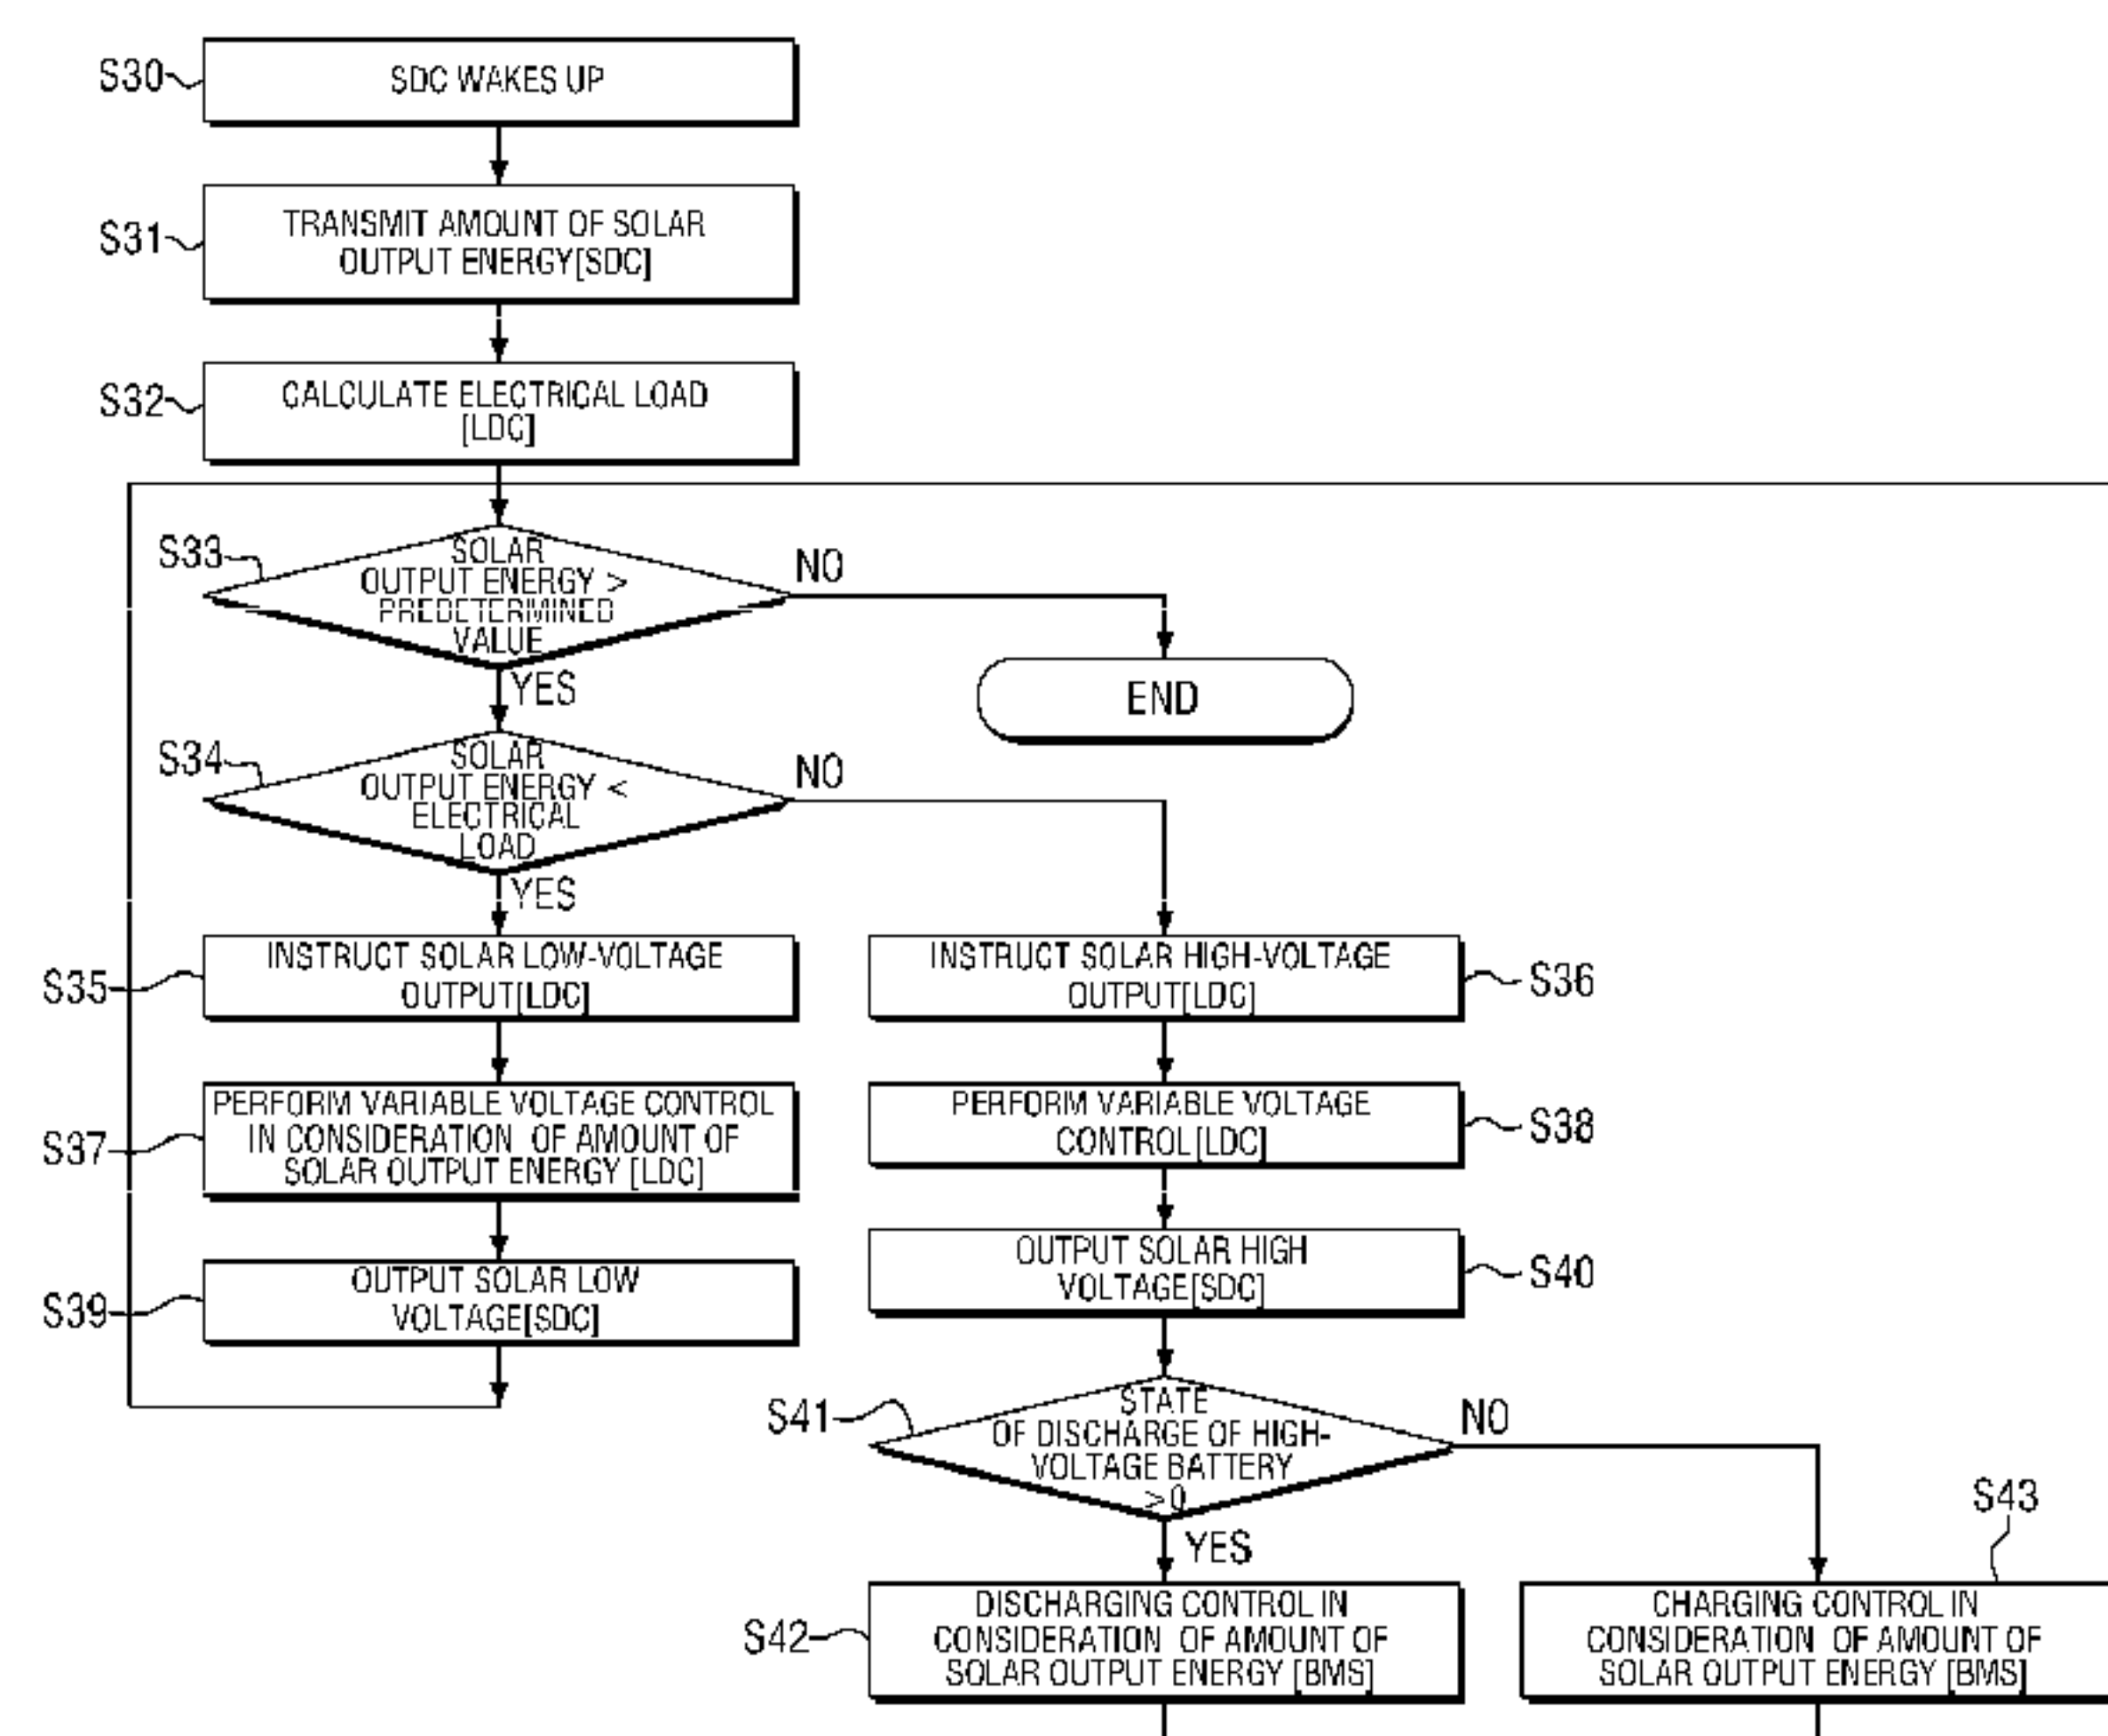 S30
SDC WAKES UP
S31
TRANSMIT AMOUNT OF SOLAR
OUTPUT ENERGY[SDC]
S32
CALCULATE ELECTRICAL LOAD
[LDC]
S33
SOLAR
OUTPUT ENERGY >
PREDETERMINED
VALUE
NO
YES
END
S34
SOLAR
OUTPUT ENERGY <
ELECTRICAL
LOAD
NO
YES
S35
INSTRUCT SOLAR LOW-VOLTAGE
OUTPUT[LDC]
INSTRUCT SOLAR HIGH-VOLTAGE
OUTPUT[LDC]
S36
S37
PERFORM VARIABLE VOLTAGE CONTROL
IN CONSIDERATION OF AMOUNT OF
SOLAR OUTPUT ENERGY [LDC]
PERFORM VARIABLE VOLTAGE
CONTROL[LDC]
S38
S39
OUTPUT SOLAR LOW
VOLTAGE[SDC]
OUTPUT SOLAR HIGH
VOLTAGE[SDC]
S40
S41
STATE
OF DISCHARGE OF HIGH-
VOLTAGE BATTERY
>0
NO
YES
S42
DISCHARGING CONTROL IN
CONSIDERATION OF AMOUNT OF
SOLAR OUTPUT ENERGY [BMS]
S43
CHARGING CONTROL IN
CONSIDERATION OF AMOUNT OF
SOLAR OUTPUT ENERGY [BMS]